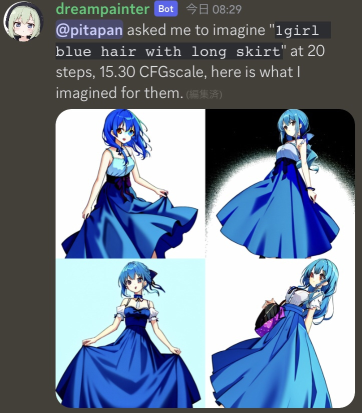 dreampainter Bot 今日 08:29
@pitapan asked me to imagine "1girl
blue hair with long skirt" at 20
steps, 15.30 CFGscale, here is what I
imagined for them. (編集済)